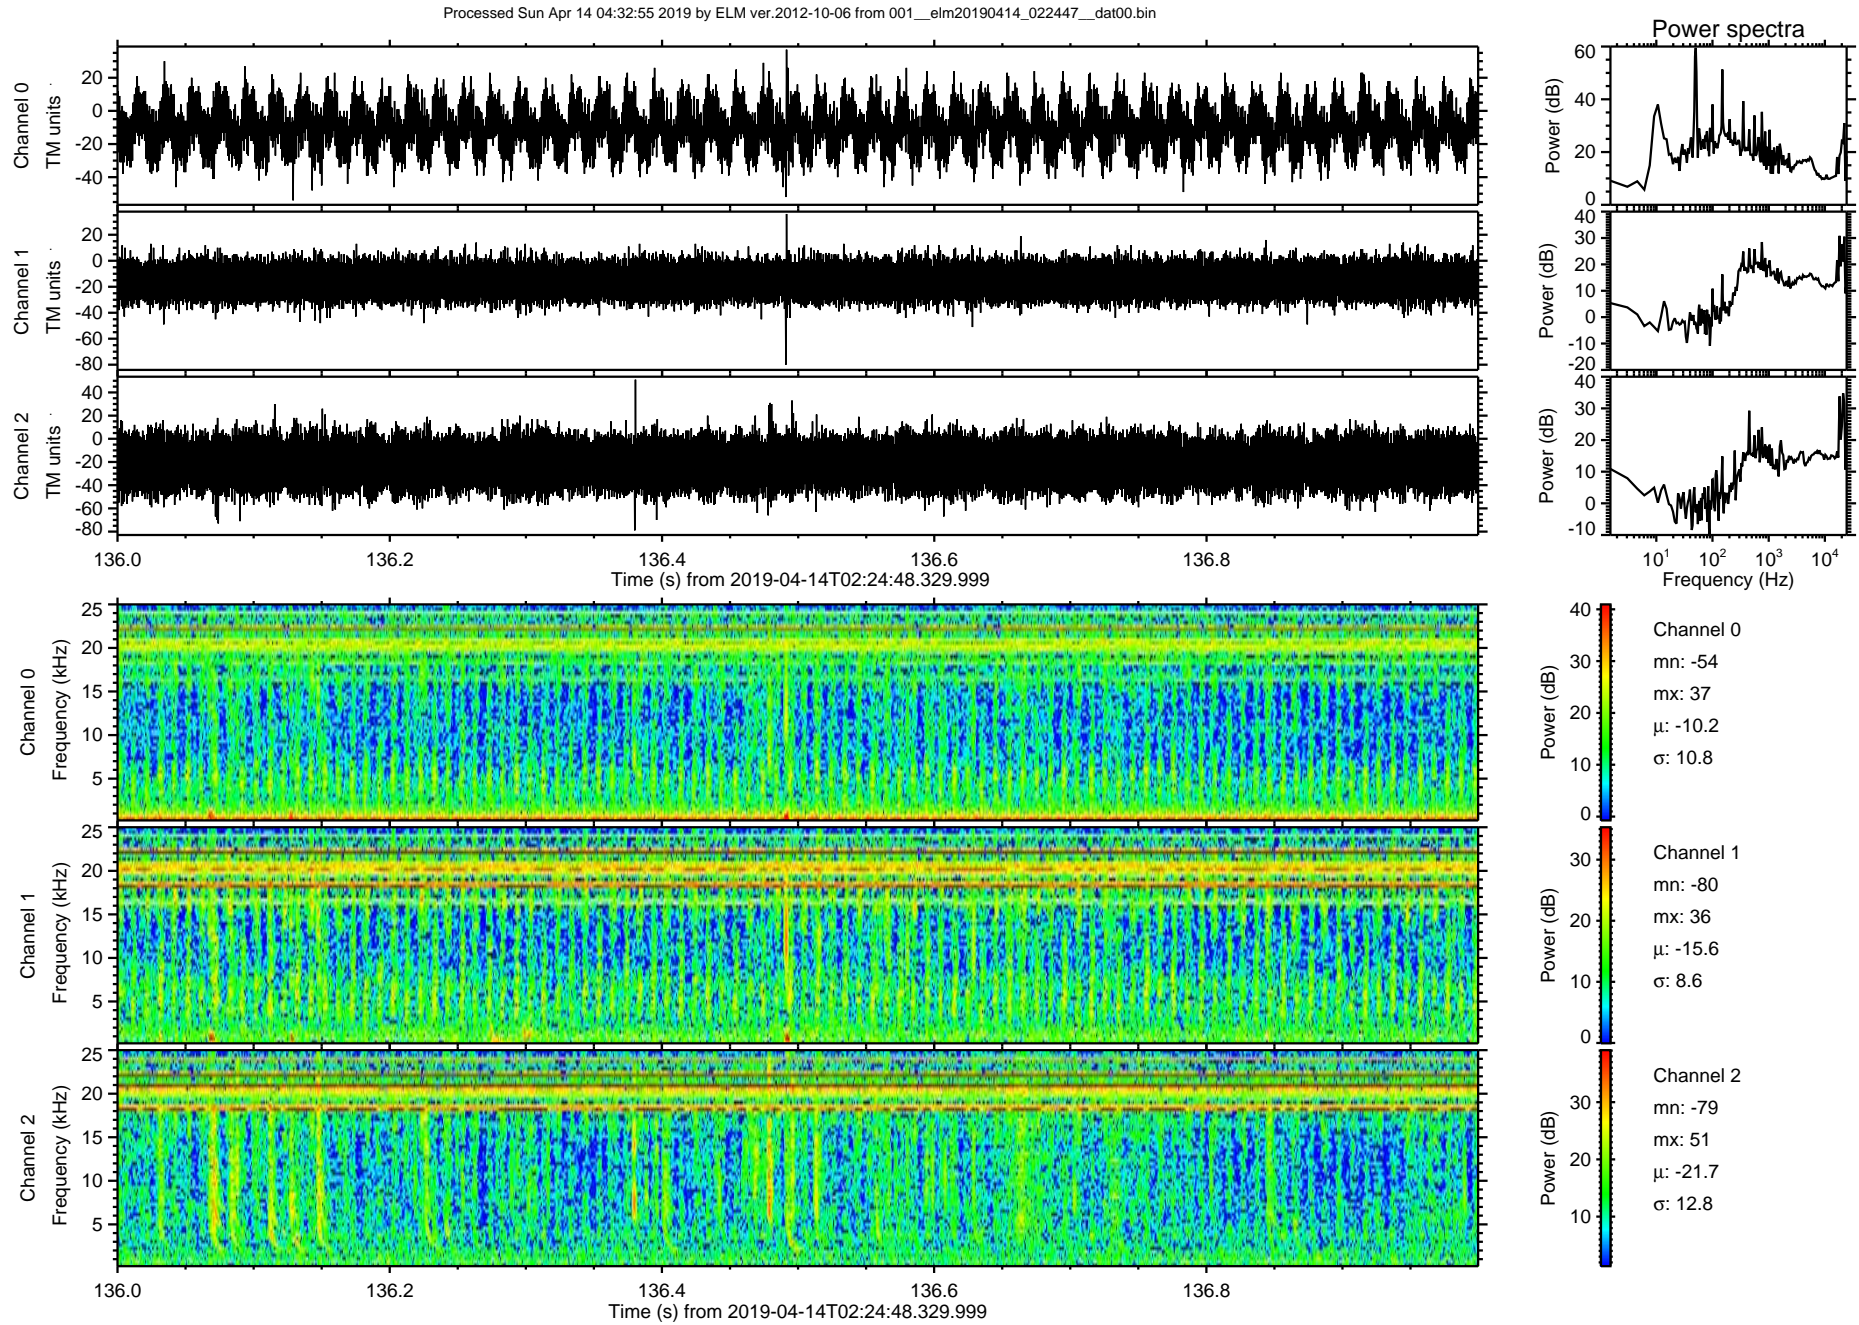 Processed Sun Apr 14 04:32:55 2019 by ELM ver.2012-10-06 from 001__elm20190414_022447__dat00.bin
Power spectra
Channel 0
TM units
20
0
-20
-40
Power (dB)
60
40
20
0
Channel 1
TM units
20
0
-20
-40
-60
-80
Power (dB)
40
30
20
10
0
-10
-20
Channel 2
TM units
40
20
0
-20
-40
-60
-80
Power (dB)
40
30
20
10
0
-10
136.0 136.2 136.4 136.6 136.8
Time (s) from 2019-04-14T02:24:48.329.999
10¹ 10² 10³ 10⁴
Frequency (Hz)
Channel 0
Frequency (kHz)
25
20
15
10
5
Power (dB)
40
30
20
10
0
Channel 0
mn: -54
mx: 37
μ: -10.2
σ: 10.8
Channel 1
Frequency (kHz)
25
20
15
10
5
Power (dB)
30
20
10
0
Channel 1
mn: -80
mx: 36
μ: -15.6
σ: 8.6
Channel 2
Frequency (kHz)
25
20
15
10
5
Power (dB)
30
20
10
Channel 2
mn: -79
mx: 51
μ: -21.7
σ: 12.8
136.0 136.2 136.4 136.6 136.8
Time (s) from 2019-04-14T02:24:48.329.999